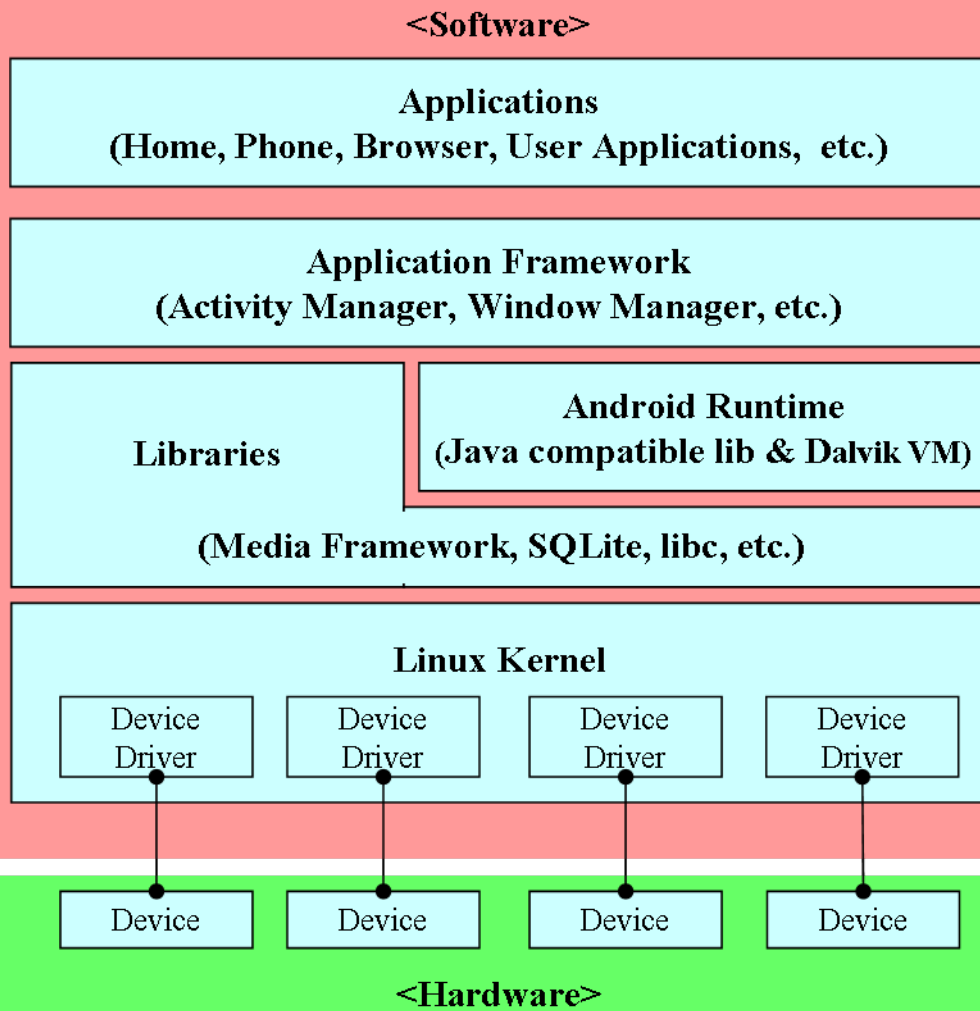 <Software>
Applications
(Home, Phone, Browser, User Applications, etc.)
Application Framework
(Activity Manager, Window Manager, etc.)
Libraries
Android Runtime
(Java compatible lib & Dalvik VM)
(Media Framework, SQLite, libc, etc.)
Linux Kernel
Device
Driver
Device
Driver
Device
Driver
Device
Driver
Device
Device
Device
Device
<Hardware>